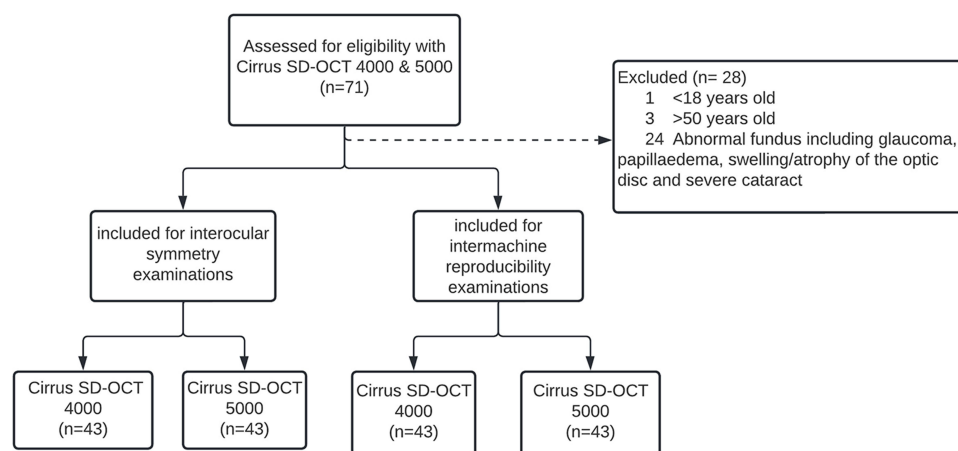 Assessed for eligibility with
Cirrus SD-OCT 4000 & 5000
(n=71)
Excluded (n= 28)
1 <18 years old
3 >50 years old
24 Abnormal fundus including glaucoma,
papillaedema, swelling/atrophy of the optic
disc and severe cataract
included for interocular
symmetry
examinations
included for
intermachine
reproducibility
examinations
Cirrus SD-OCT
4000
(n=43)
Cirrus SD-OCT
5000
(n=43)
Cirrus SD-OCT
4000
(n=43)
Cirrus SD-OCT
5000
(n=43)